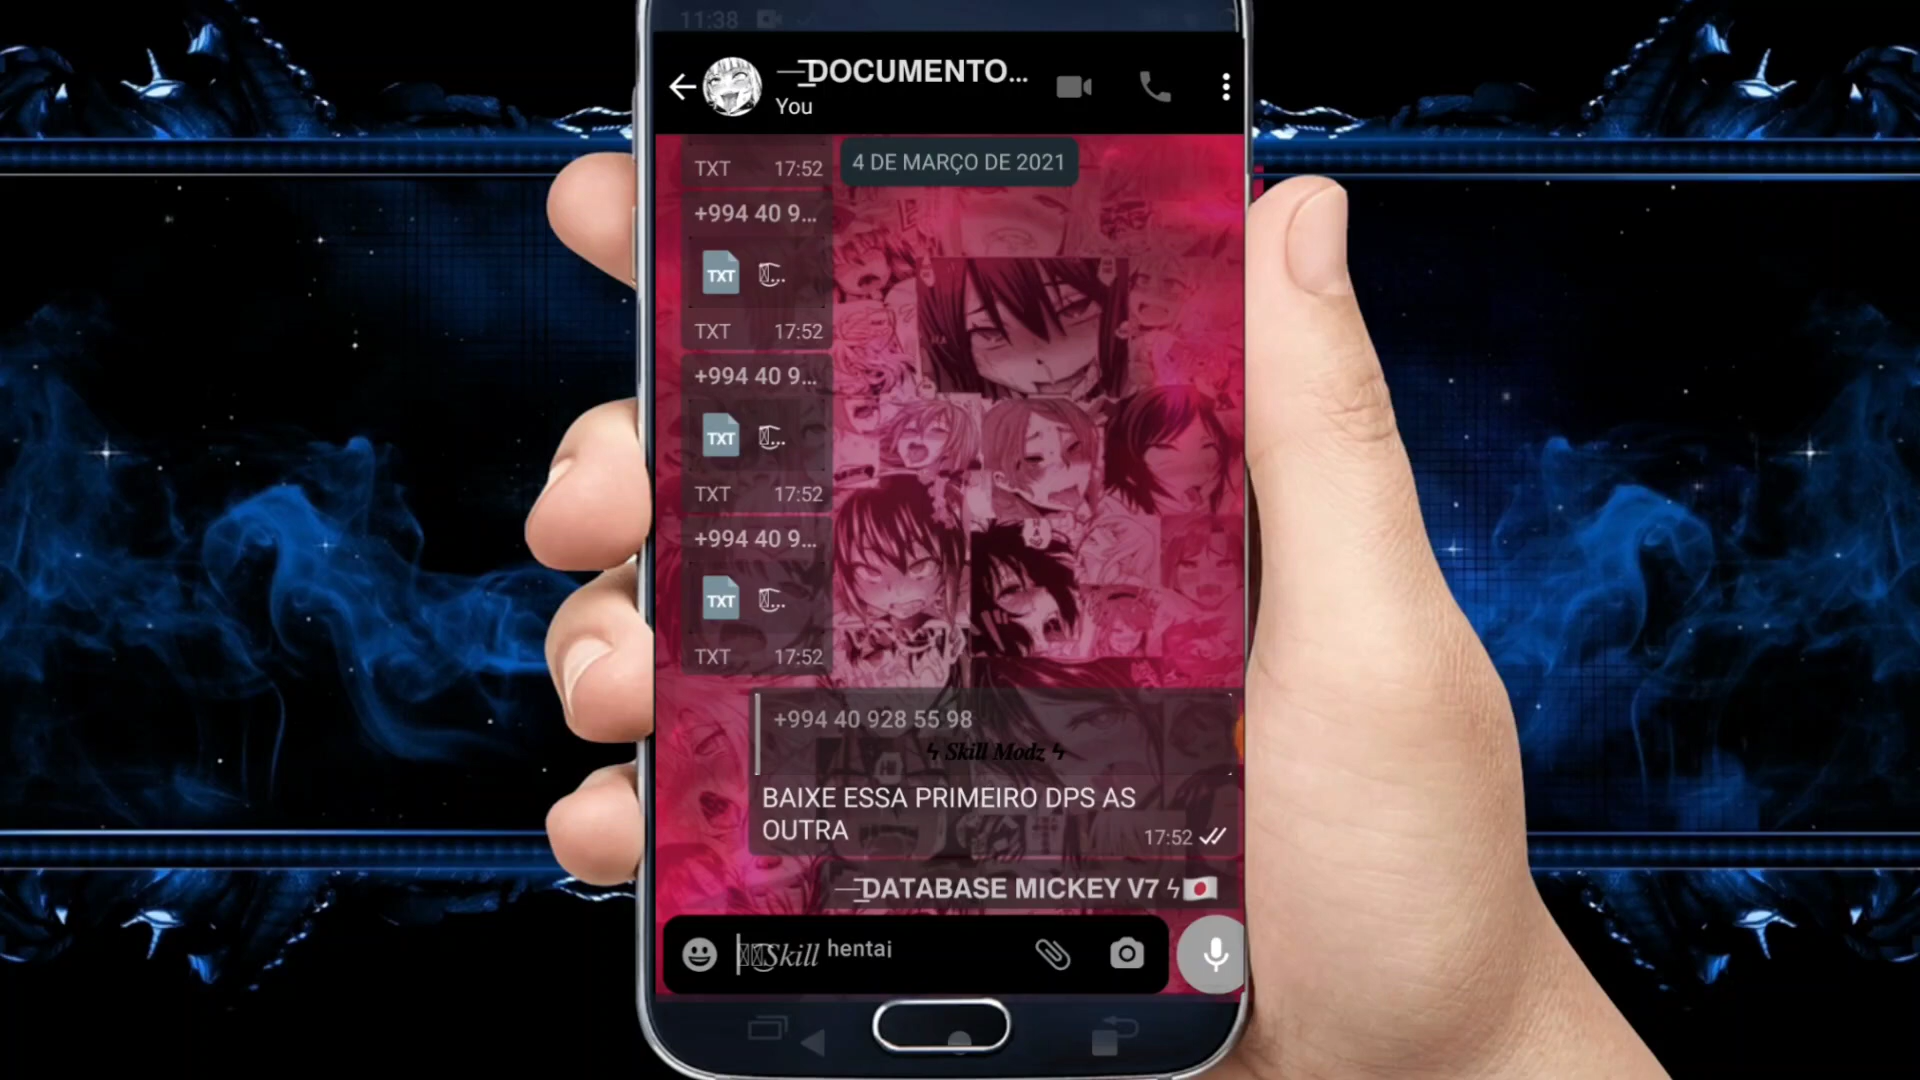 11:38
DOCUMENTO...
You
4 DE MARÇO DE 2021
TXT 17:52
+994 40 9...
TXT
TXT 17:52
+994 40 9...
TXT
TXT 17:52
+994 40 9...
TXT
TXT 17:52
+994 40 928 55 98
ϟ Skill Modz ϟ
BAIXE ESSA PRIMEIRO DPS AS
OUTRA
17:52
DATABASE MICKEY V7 ϟ🇯🇵
Skill hentai